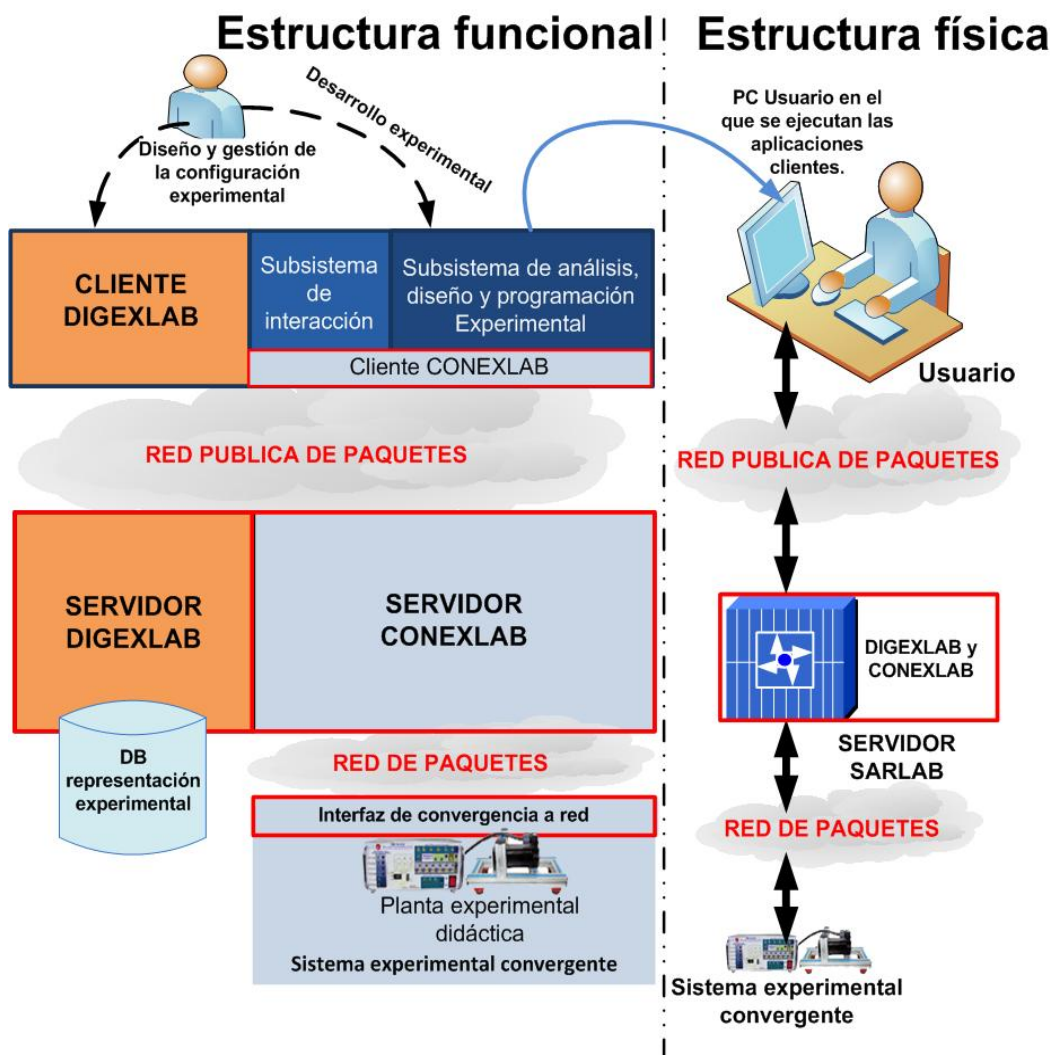 Estructura funcional
Desarrollo experimental
Diseño y gestión de
la configuración
experimental
CLIENTE
DIGEXLAB
Subsistema
de
interacción
Subsistema de análisis,
diseño y programación
Experimental
Cliente CONEXLAB
RED PUBLICA DE PAQUETES
SERVIDOR
DIGEXLAB
SERVIDOR
CONEXLAB
DB
representación
experimental
RED DE PAQUETES
Interfaz de convergencia a red
Planta experimental
didáctica
Sistema experimental convergente
Estructura física
PC Usuario en el
que se ejecutan las
aplicaciones
clientes.
Usuario
RED PUBLICA DE PAQUETES
DIGEXLAB y
CONEXLAB
SERVIDOR
SARLAB
RED DE PAQUETES
Sistema experimental
convergente